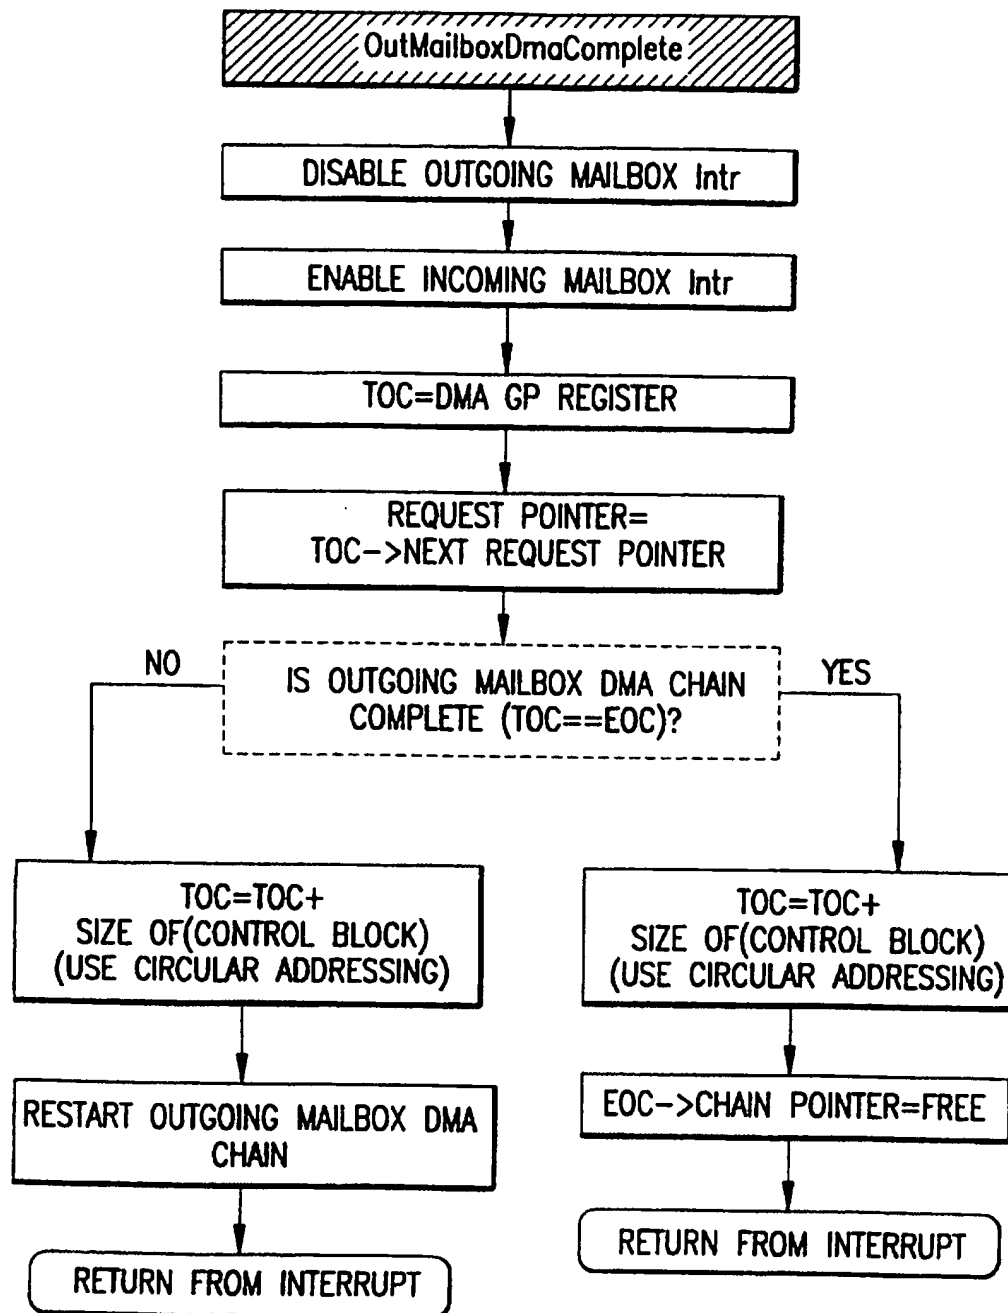 OutMailboxDmaComplete
DISABLE OUTGOING MAILBOX Intr
ENABLE INCOMING MAILBOX Intr
TOC=DMA GP REGISTER
REQUEST POINTER=
TOC->NEXT REQUEST POINTER
NO
IS OUTGOING MAILBOX DMA CHAIN
COMPLETE (TOC==EOC)?
YES
TOC=TOC+
SIZE OF(CONTROL BLOCK)
(USE CIRCULAR ADDRESSING)
RESTART OUTGOING MAILBOX DMA
CHAIN
RETURN FROM INTERRUPT
TOC=TOC+
SIZE OF(CONTROL BLOCK)
(USE CIRCULAR ADDRESSING)
EOC->CHAIN POINTER=FREE
RETURN FROM INTERRUPT